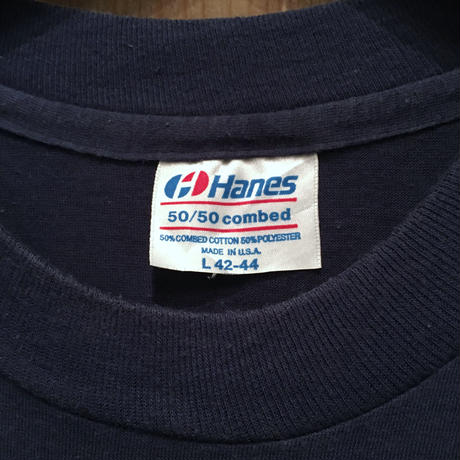 Hanes
50/50 combed
50% COMBED COTTON 50% POLYESTER
MADE IN U.S.A.
L 42-44